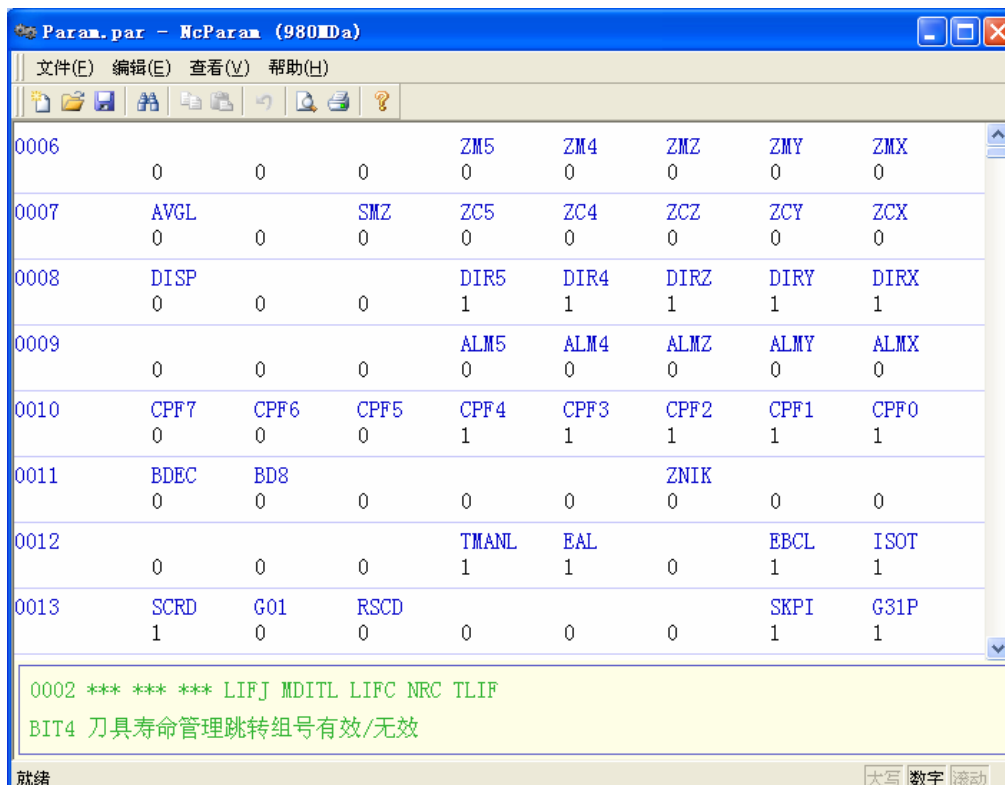 Param.par - NcParam (980MDa)
文件(F) 编辑(E) 查看(V) 帮助(H)
0006 ZM5 ZM4 ZMZ ZMY ZMX
0 0 0 0 0 0 0 0
0007 AVGL SMZ ZC5 ZC4 ZCZ ZCY ZCX
0 0 0 0 0 0 0 0
0008 DISP DIR5 DIR4 DIRZ DIRY DIRX
0 0 0 1 1 1 1 1
0009 ALM5 ALM4 ALMZ ALMY ALMX
0 0 0 0 0 0 0 0
0010 CPF7 CPF6 CPF5 CPF4 CPF3 CPF2 CPF1 CPF0
0 0 0 1 1 1 1 1
0011 BDEC BD8 ZNIK
0 0 0 0 0 0 0 0
0012 TMANL EAL EBCL ISOT
0 0 0 1 1 0 1 1
0013 SCRD G01 RSCD SKPI G31P
1 0 0 0 0 0 1 1
0002 *** *** *** LIFJ MDITL LIFC NRC TLIF
BIT4 刀具寿命管理跳转组号有效/无效
就绪 大写 数字 滚动